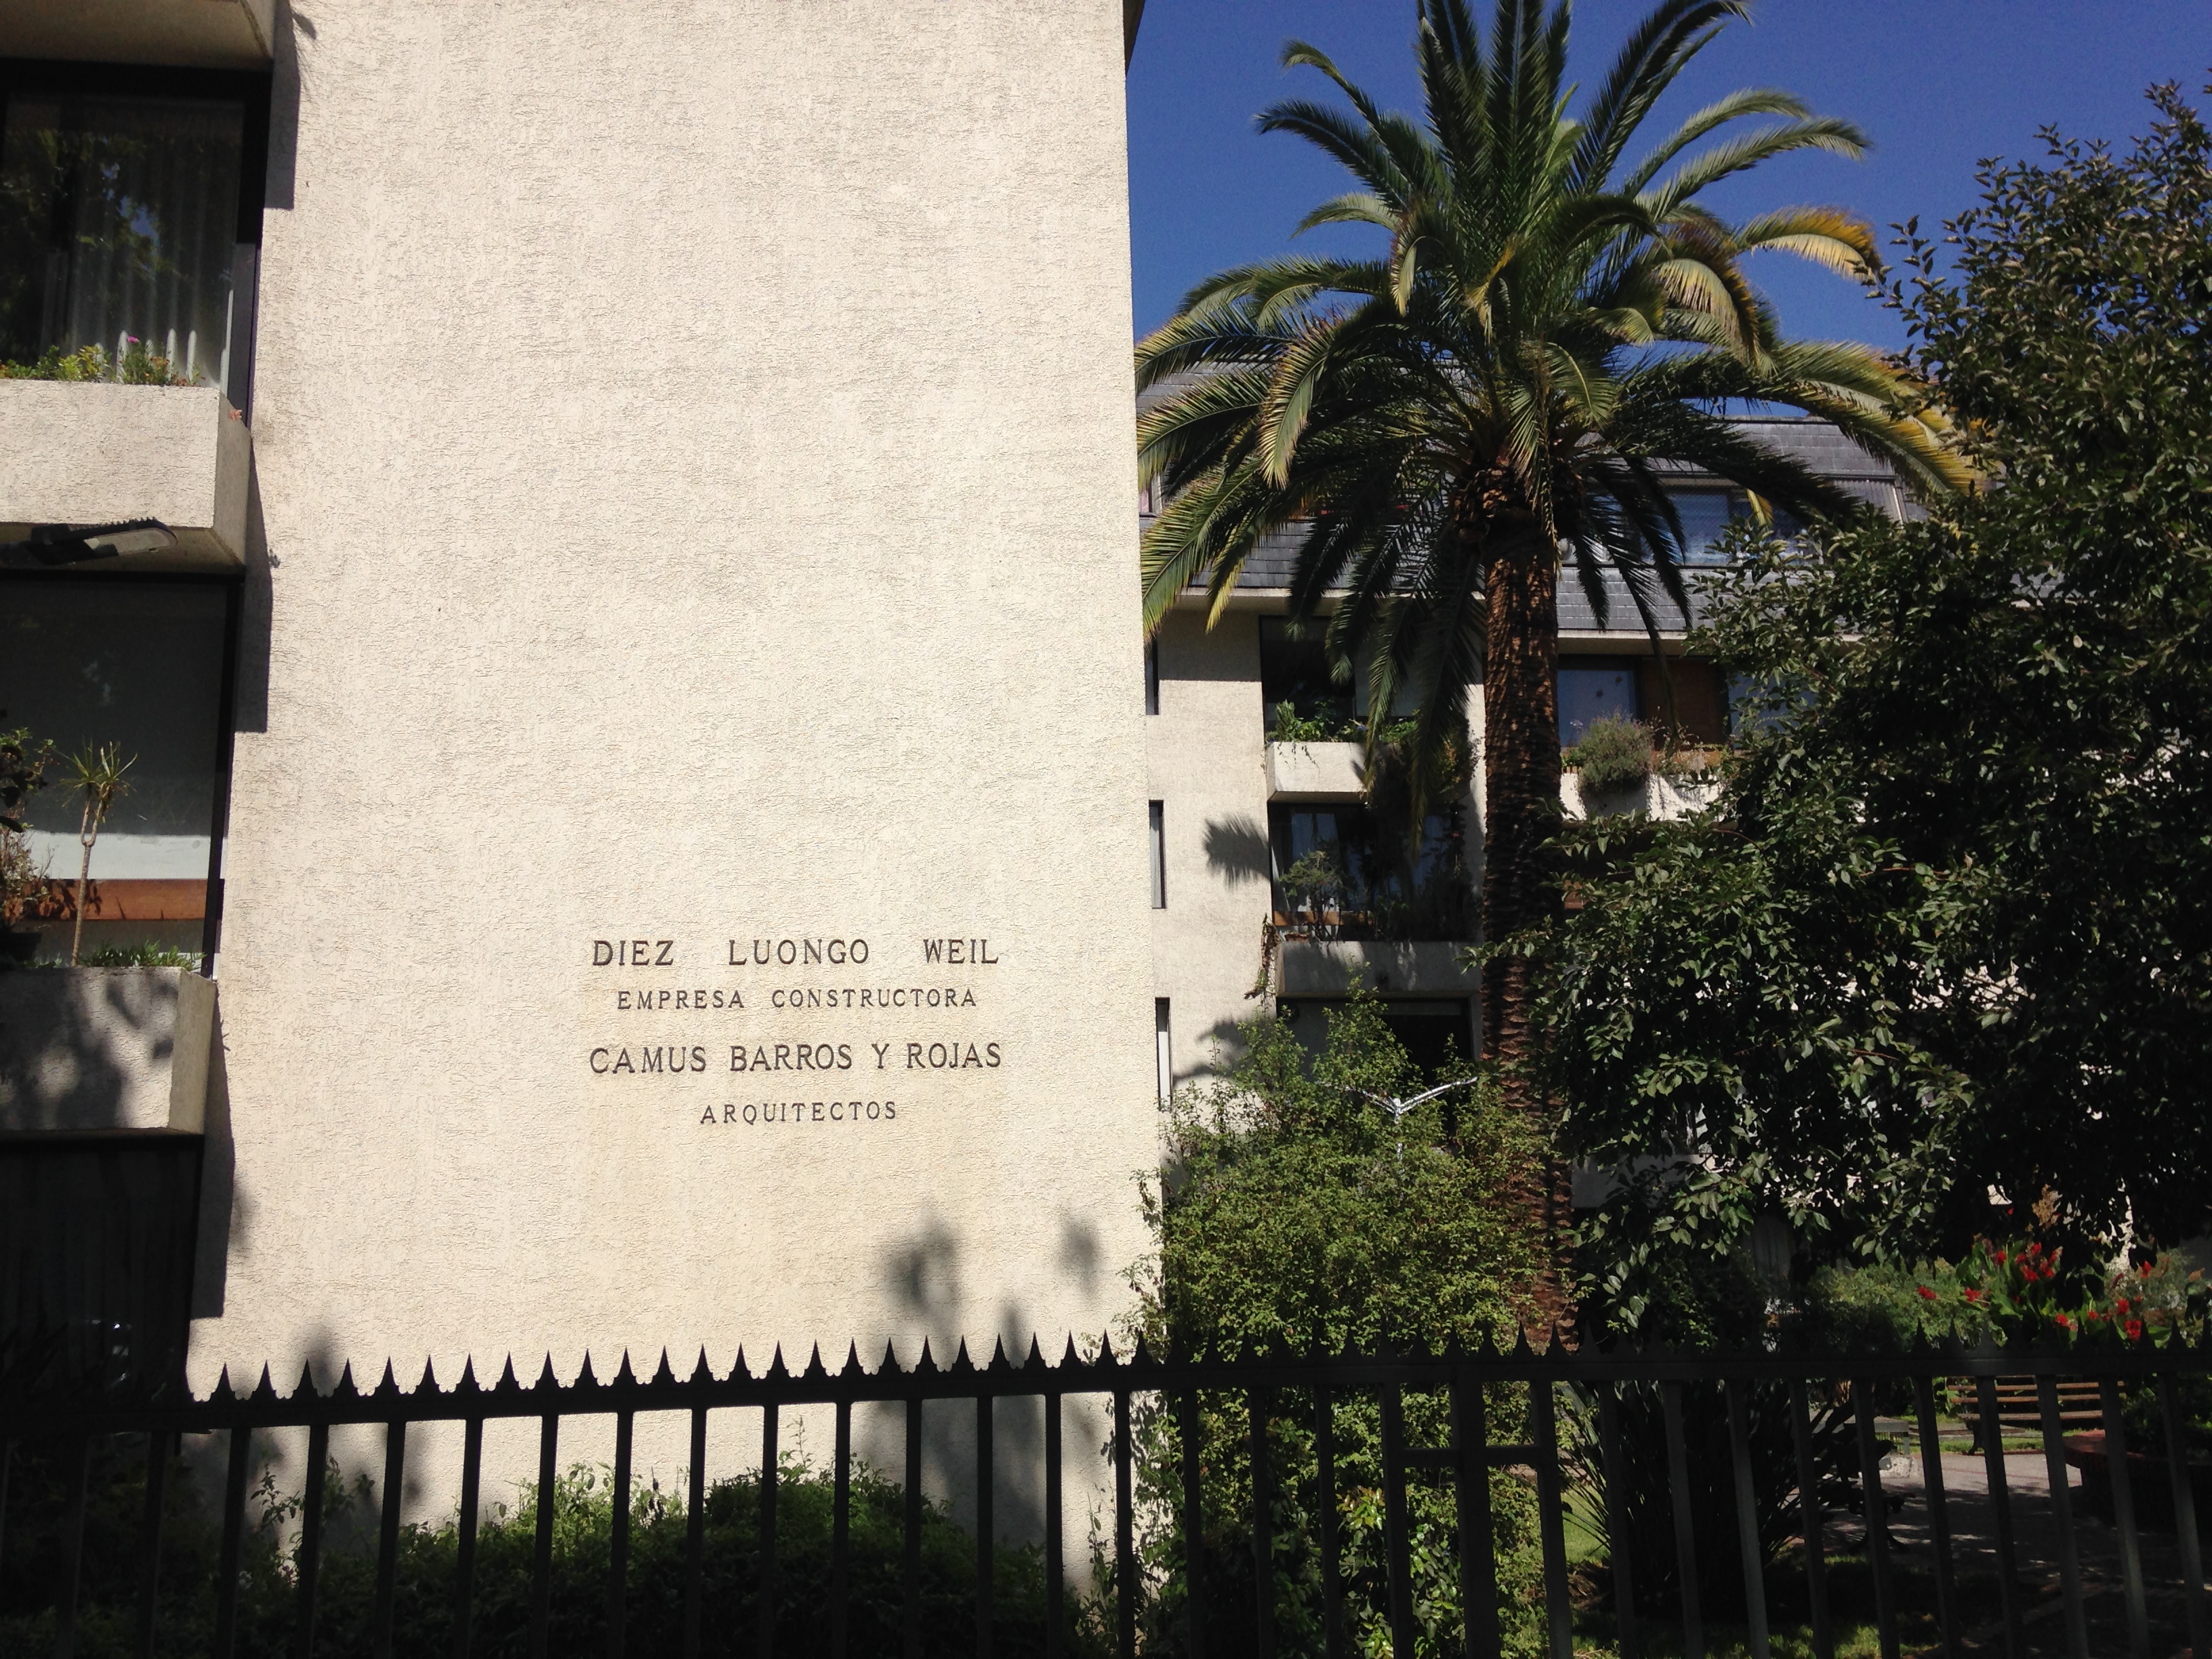 DIEZ LUONGO WEIL
EMPRESA CONSTRUCTORA
CAMUS BARROS Y ROJAS
ARQUITECTOS